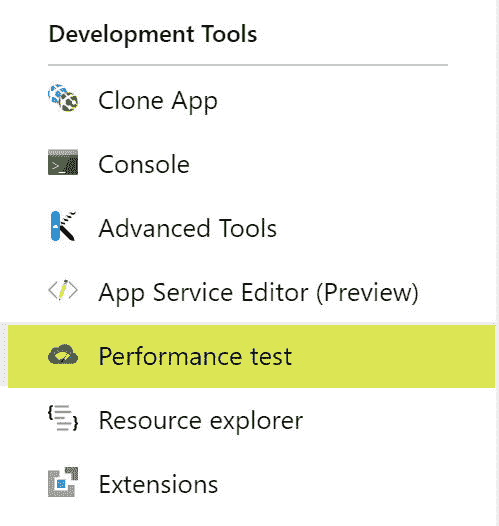 Development Tools
Clone App
Console
Advanced Tools
App Service Editor (Preview)
Performance test
Resource explorer
Extensions